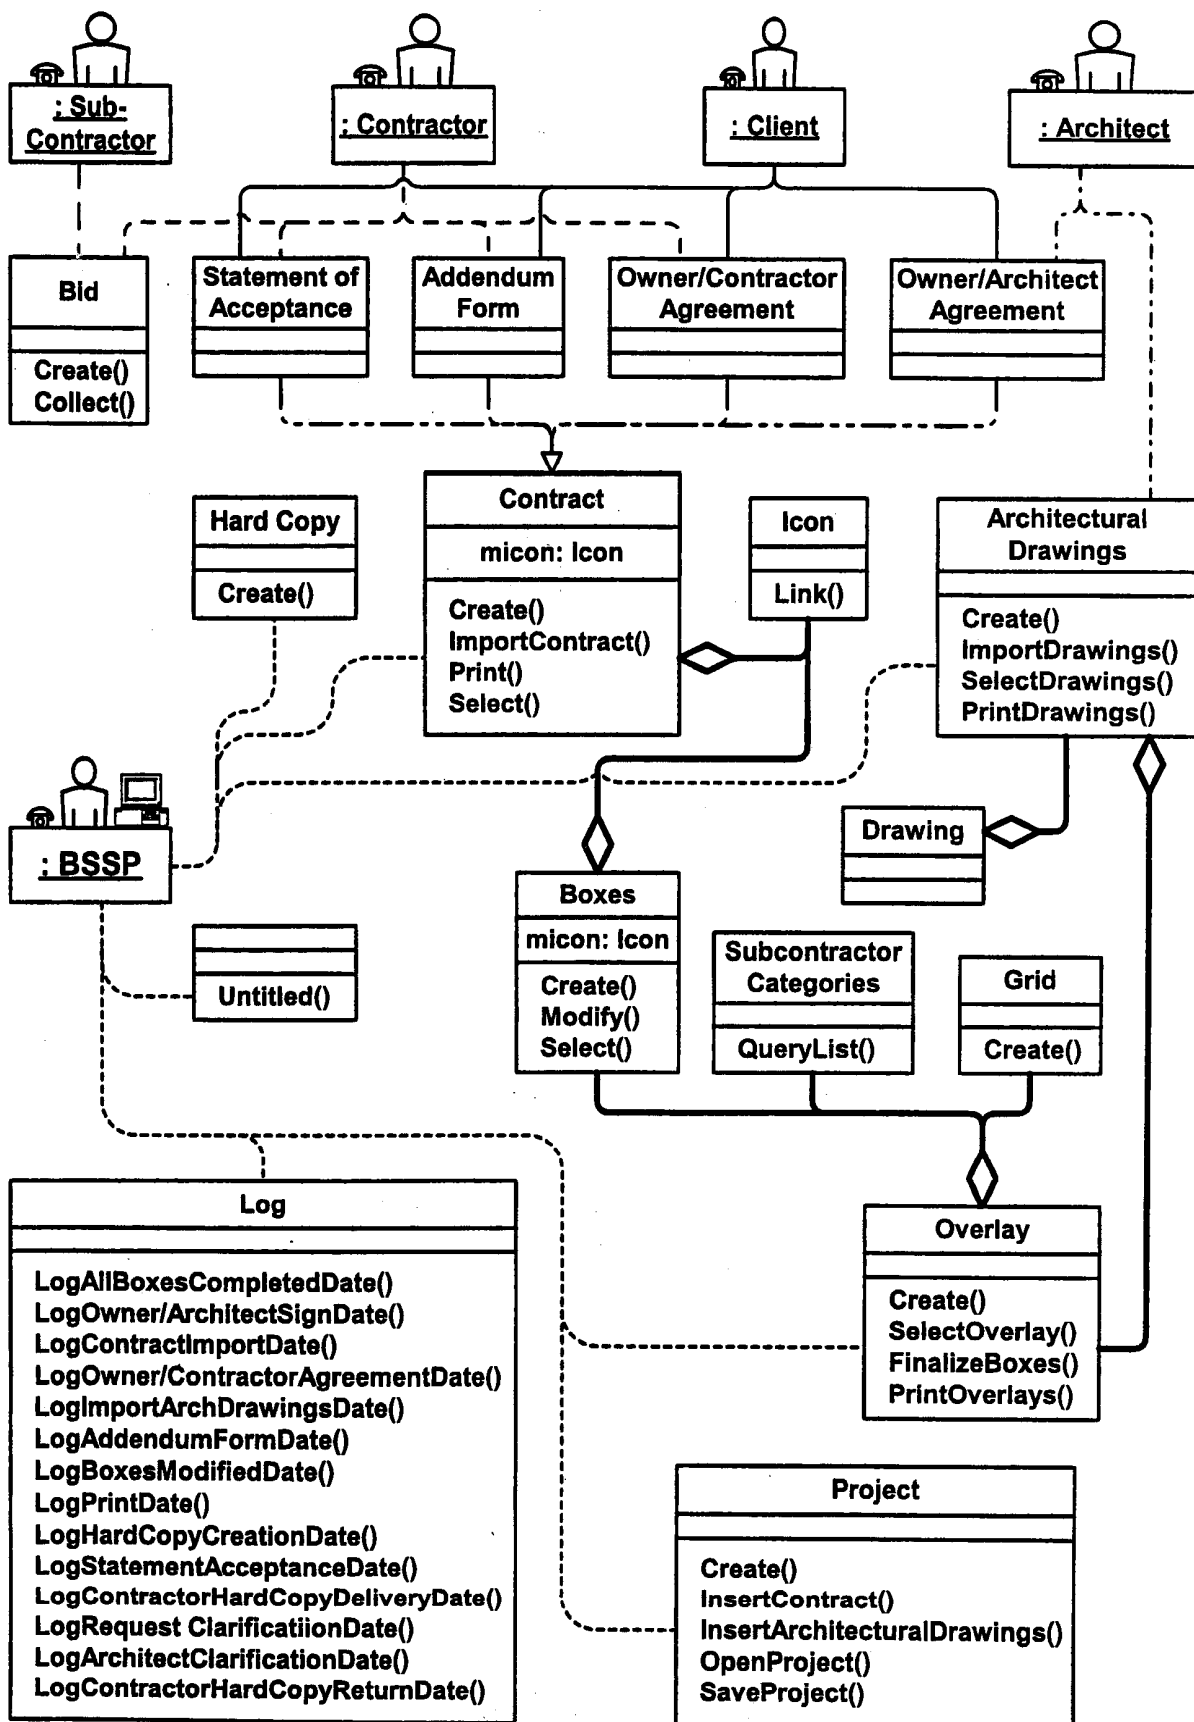 : Sub-
Contractor
: Contractor
: Client
: Architect
Bid
Create()
Collect()
Statement of
Acceptance
Addendum
Form
Owner/Contractor
Agreement
Owner/Architect
Agreement
Hard Copy
Create()
Contract
micon: Icon
Create()
ImportContract()
Print()
Select()
Icon
Link()
Architectural
Drawings
Create()
ImportDrawings()
SelectDrawings()
PrintDrawings()
: BSSP
Untitled()
Drawing
Boxes
micon: Icon
Create()
Modify()
Select()
Subcontractor
Categories
QueryList()
Grid
Create()
Log
LogAllBoxesCompletedDate()
LogOwner/ArchitectSignDate()
LogContractImportDate()
LogOwner/ContractorAgreementDate()
LogImportArchDrawingsDate()
LogAddendumFormDate()
LogBoxesModifiedDate()
LogPrintDate()
LogHardCopyCreationDate()
LogStatementAcceptanceDate()
LogContractorHardCopyDeliveryDate()
LogRequest ClarificatiionDate()
LogArchitectClarificationDate()
LogContractorHardCopyReturnDate()
Overlay
Create()
SelectOverlay()
FinalizeBoxes()
PrintOverlays()
Project
Create()
InsertContract()
InsertArchitecturalDrawings()
OpenProject()
SaveProject()